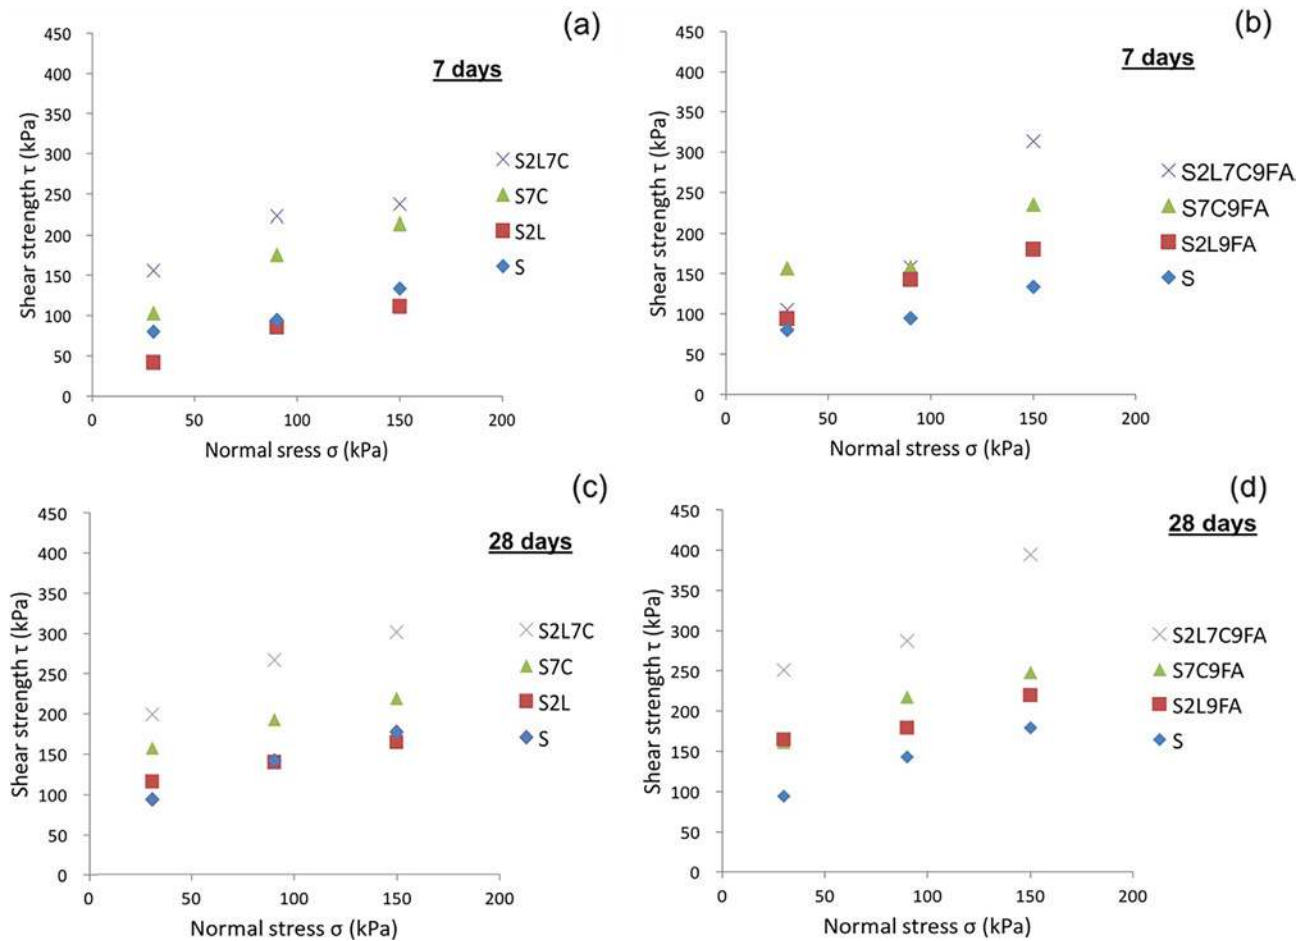 (a)
7 days
Shear strength τ (kPa)
450
400
350
300
250
200
150
100
50
0
0 50 100 150 200
Normal sress σ (kPa)
S2L7C
S7C
S2L
S
(b)
7 days
Shear strength τ (kPa)
450
400
350
300
250
200
150
100
50
0
0 50 100 150 200
Normal stress σ (kPa)
S2L7C9FA
S7C9FA
S2L9FA
S
(c)
28 days
Shear strength τ (kPa)
450
400
350
300
250
200
150
100
50
0
0 50 100 150 200
Normal stress σ (kPa)
S2L7C
S7C
S2L
S
(d)
28 days
Shear strength τ (kPa)
450
400
350
300
250
200
150
100
50
0
0 50 100 150 200
Normal stress σ (kPa)
S2L7C9FA
S7C9FA
S2L9FA
S